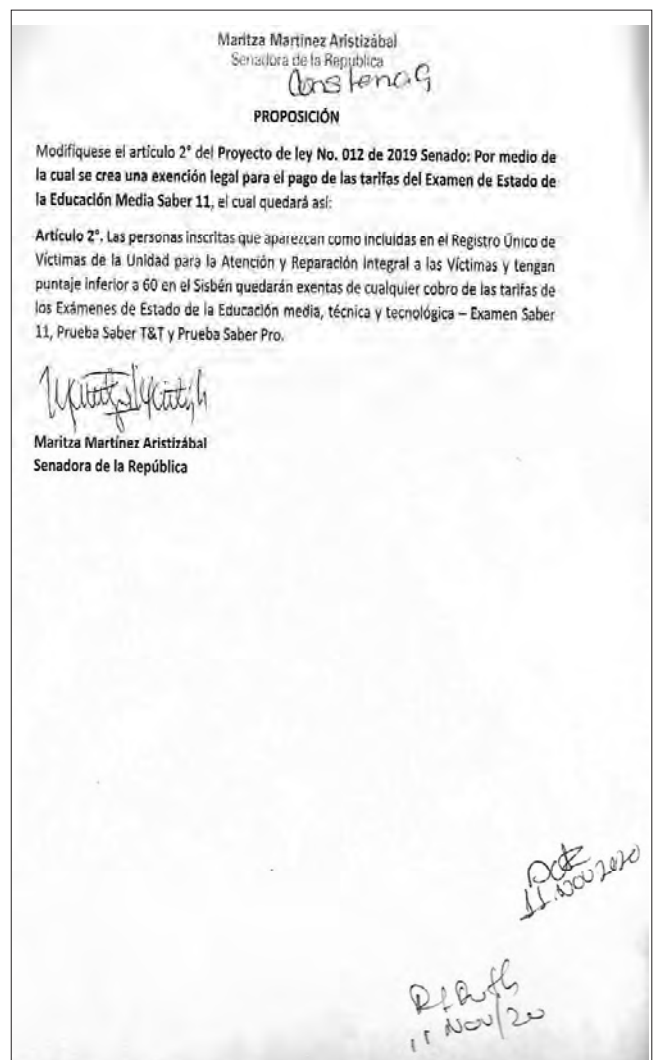 Maritza Martínez Aristizábal
Senadora de la República
PROPOSICIÓN
Modifíquese el artículo 2° del Proyecto de ley No. 012 de 2019 Senado: Por medio de
la cual se crea una exención legal para el pago de las tarifas del Examen de Estado de
la Educación Media Saber 11, el cual quedará así:
Artículo 2°. Las personas inscritas que aparezcan como incluidas en el Registro Único de
Víctimas de la Unidad para la Atención y Reparación Integral a las Víctimas y tengan
puntaje inferior a 60 en el Sisbén quedarán exentas de cualquier cobro de las tarifas de
los Exámenes de Estado de la Educación media, técnica y tecnológica – Examen Saber
11, Prueba Saber T&T y Prueba Saber Pro.
Maritza Martínez Aristizábal
Senadora de la República
11. NOV 2020
11 Nov/20